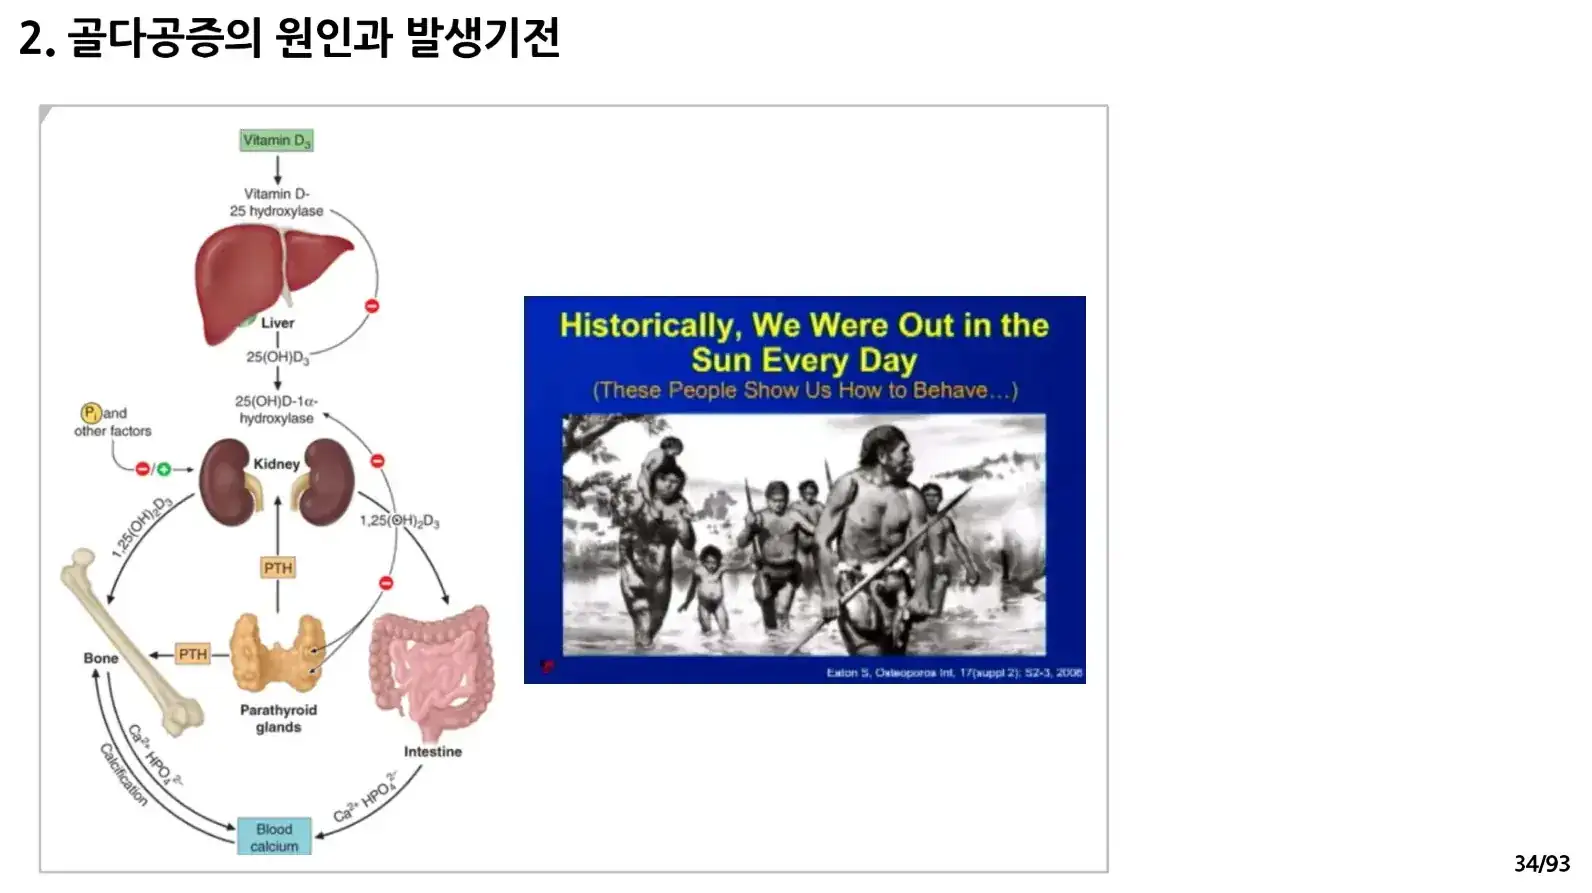 2. 골다공증의 원인과 발생기전
Vitamin D₃
Vitamin D-
25 hydroxylase
Liver
25(OH)D₃
25(OH)D-1α-
hydroxylase
Pi and
other factors
−/+
Kidney
1,25(OH)₂D₃
1,25(OH)₂D₃
PTH
PTH
Bone
Parathyroid
glands
Intestine
Ca²⁺ HPO₄²⁻
Calcification
Ca²⁺ HPO₄²⁻
Blood
calcium
Historically, We Were Out in the
Sun Every Day
(These People Show Us How to Behave...)
Eaton S, Osteoporos Int, 17(suppl 2); S2-3, 2006
34/93